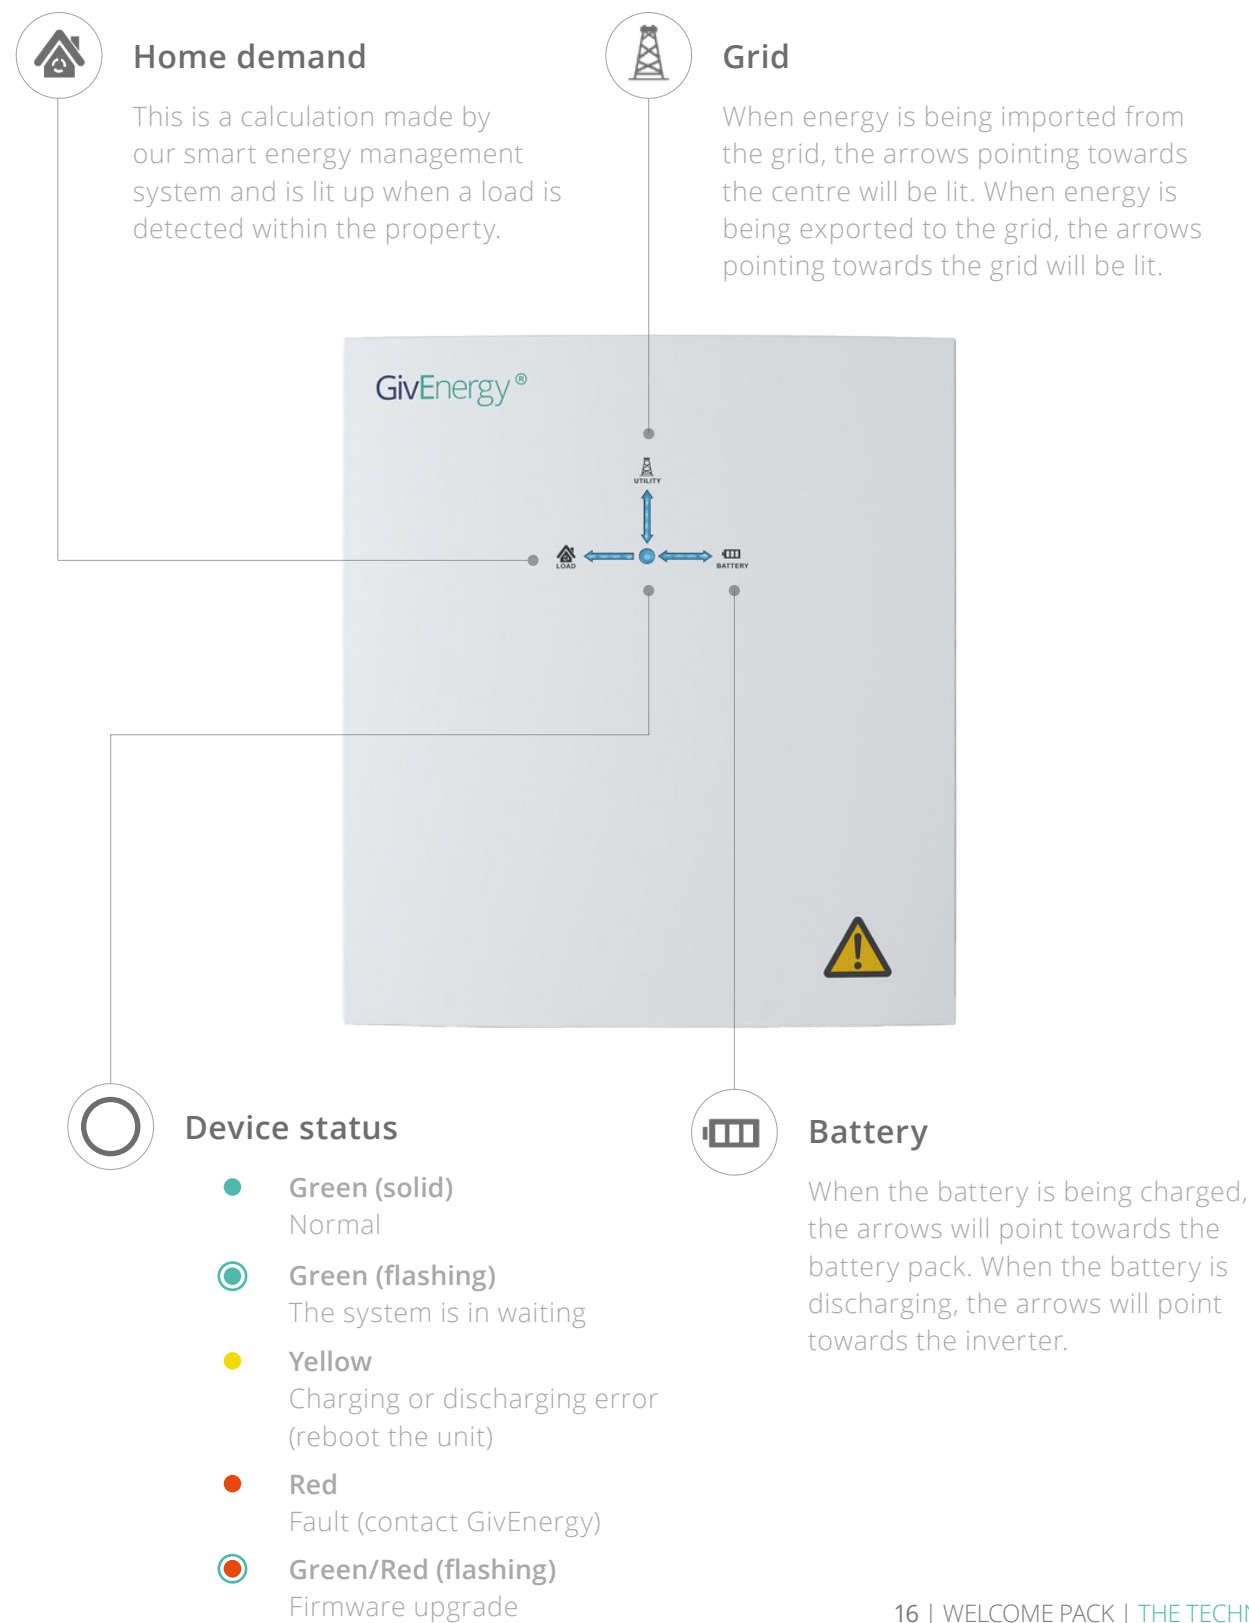 Home demand
This is a calculation made by
our smart energy management
system and is lit up when a load is
detected within the property.
Grid
When energy is being imported from
the grid, the arrows pointing towards
the centre will be lit. When energy is
being exported to the grid, the arrows
pointing towards the grid will be lit.
GivEnergy®
UTILITY
LOAD
BATTERY
Device status
Green (solid)
Normal
Green (flashing)
The system is in waiting
Yellow
Charging or discharging error
(reboot the unit)
Red
Fault (contact GivEnergy)
Green/Red (flashing)
Firmware upgrade
Battery
When the battery is being charged,
the arrows will point towards the
battery pack. When the battery is
discharging, the arrows will point
towards the inverter.
16 | WELCOME PACK | THE TECHN